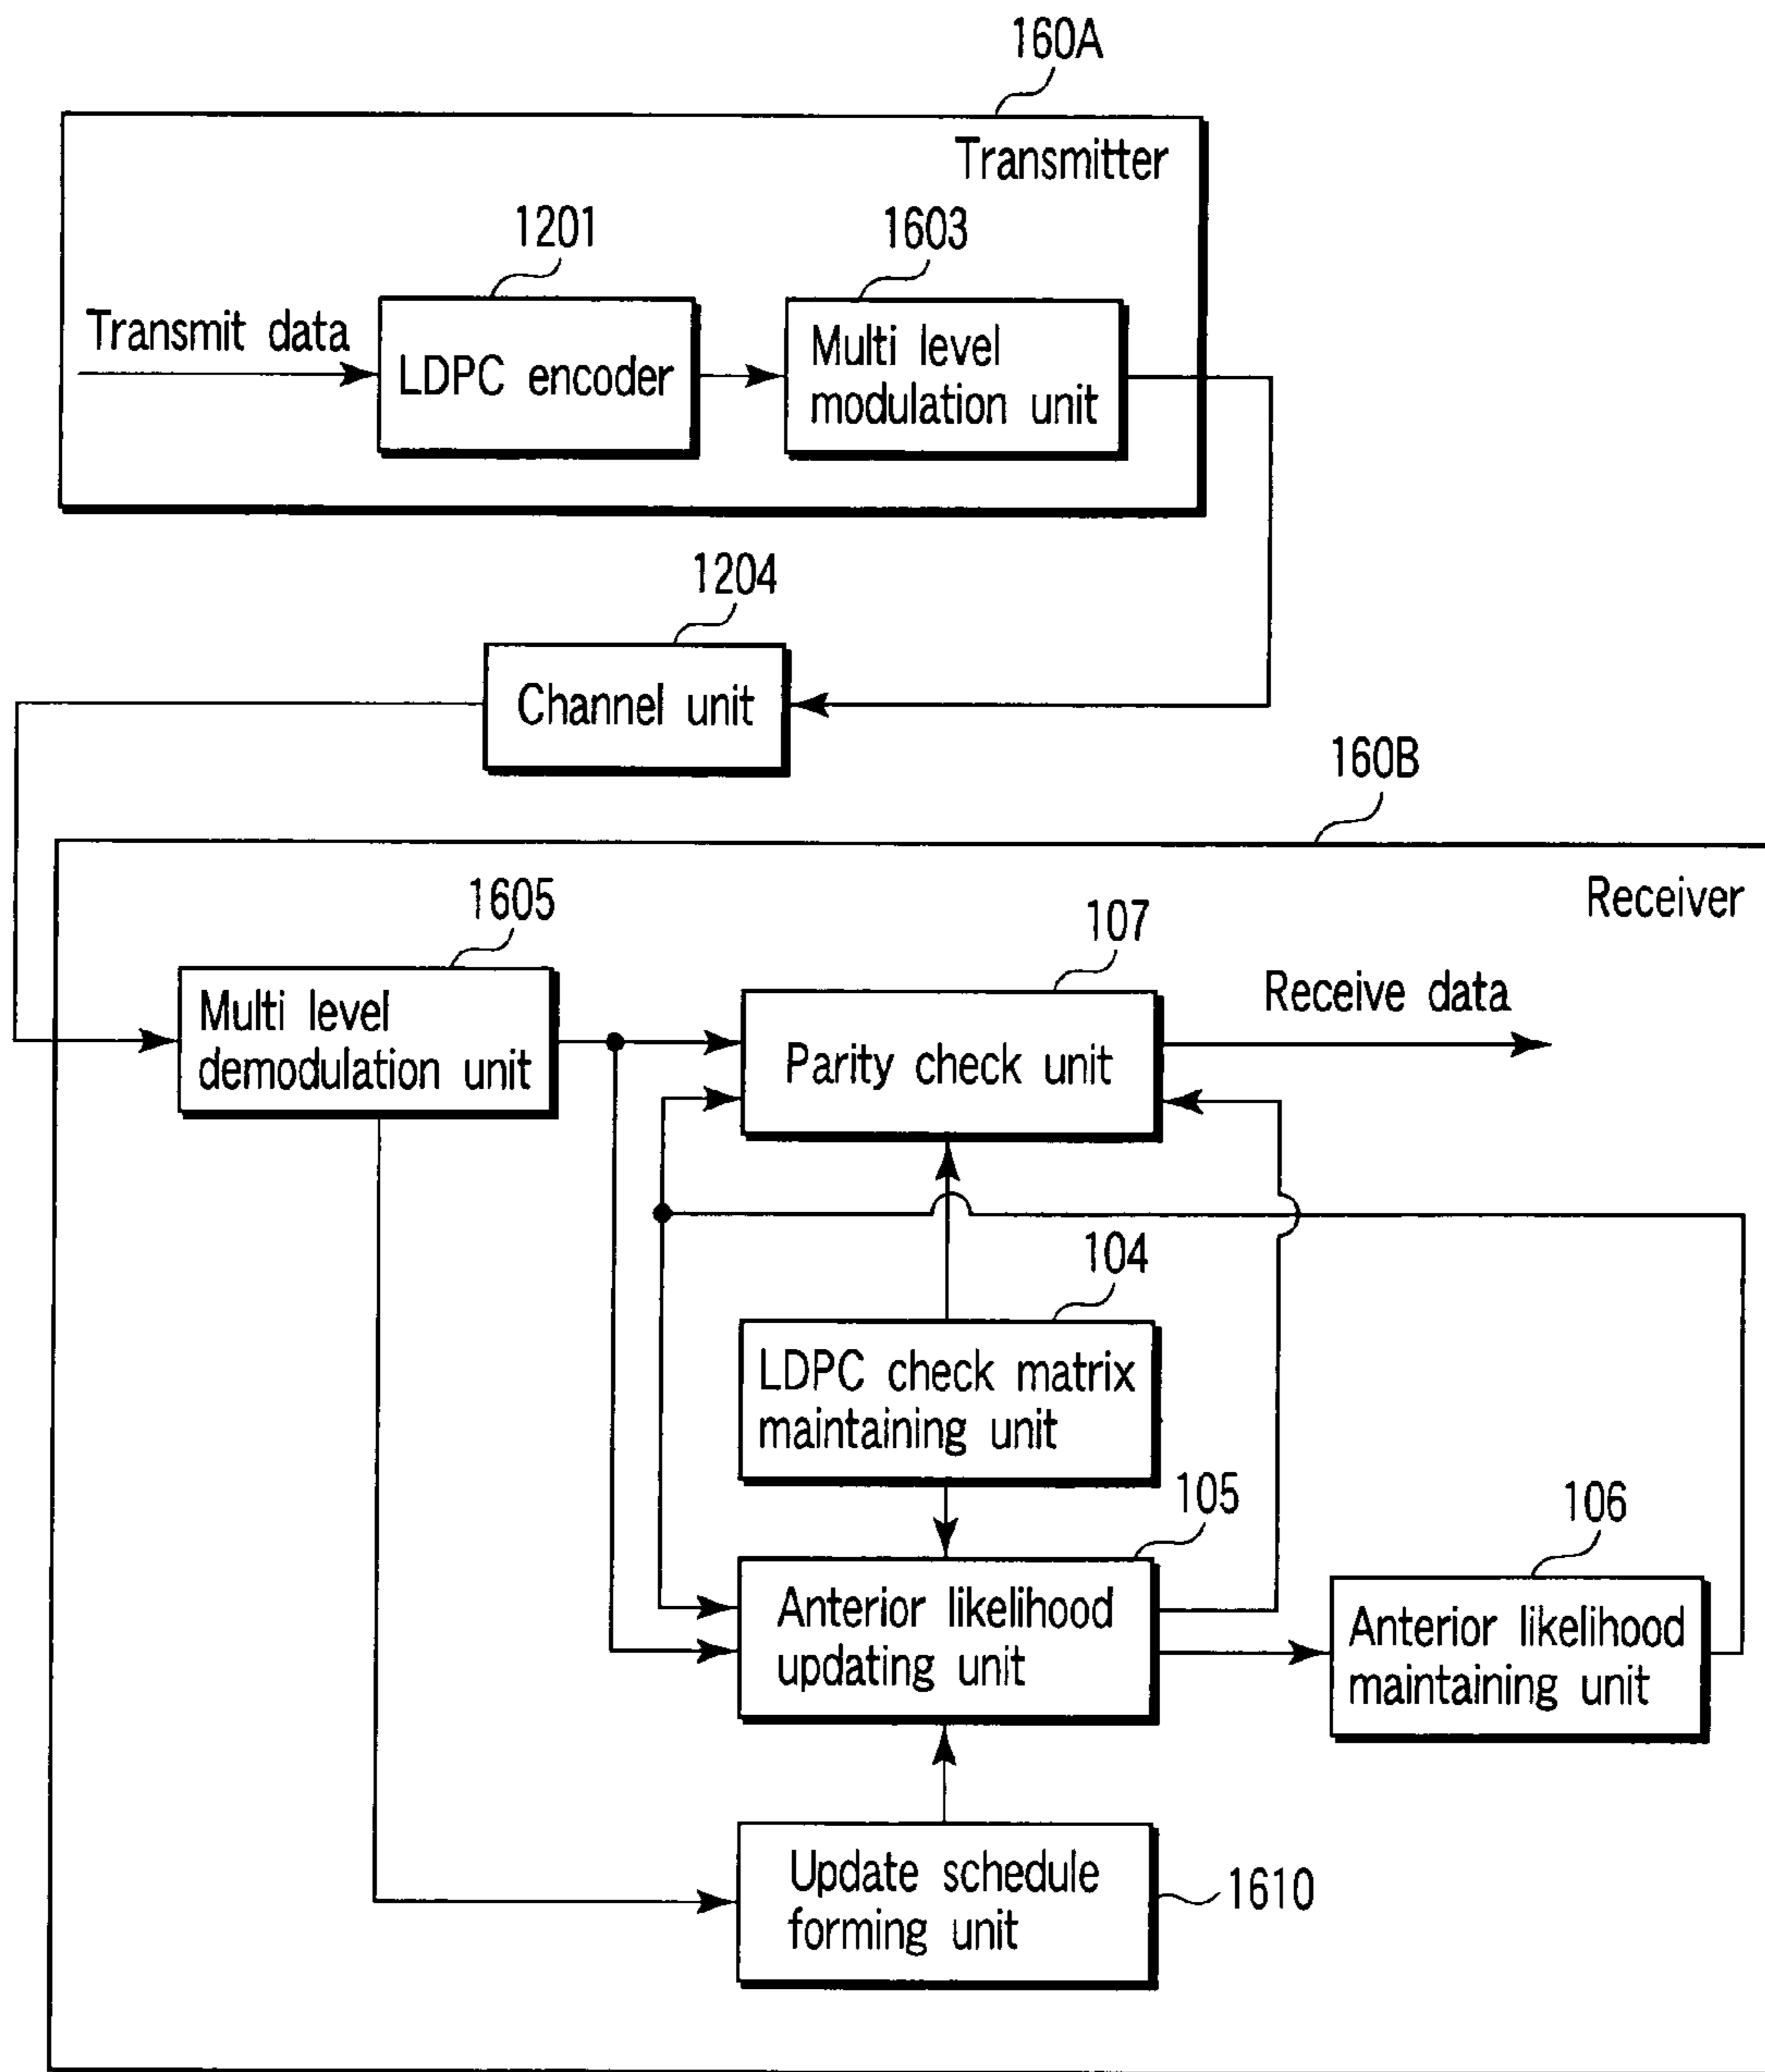 160A
Transmitter
1201
1603
Transmit data
LDPC encoder
Multi level
modulation unit
1204
Channel unit
160B
Receiver
1605
107
Multi level
demodulation unit
Parity check unit
Receive data
104
LDPC check matrix
maintaining unit
105
106
Anterior likelihood
updating unit
Anterior likelihood
maintaining unit
Update schedule
forming unit
1610